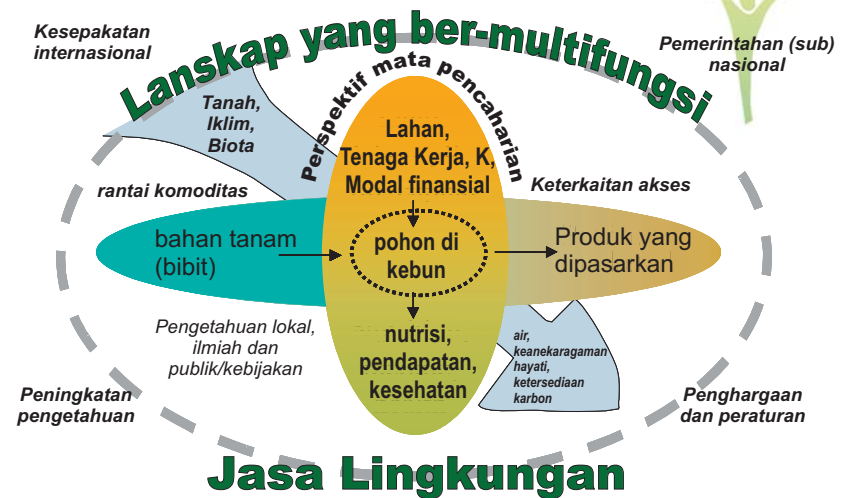 Kesepakatan
internasional
Lanskap yang ber-multifungsi
Pemerintahan (sub)
nasional
Perspektif mata pencaharian
Tanah,
Iklim,
Biota
Lahan,
Tenaga Kerja, K,
Modal finansial
rantai komoditas
Keterkaitan akses
bahan tanam
(bibit)
pohon di
kebun
Produk yang
dipasarkan
Pengetahuan lokal,
ilmiah dan
publik/kebijakan
nutrisi,
pendapatan,
kesehatan
air,
keanekaragaman
hayati,
ketersediaan
karbon
Peningkatan
pengetahuan
Penghargaan
dan peraturan
Jasa Lingkungan